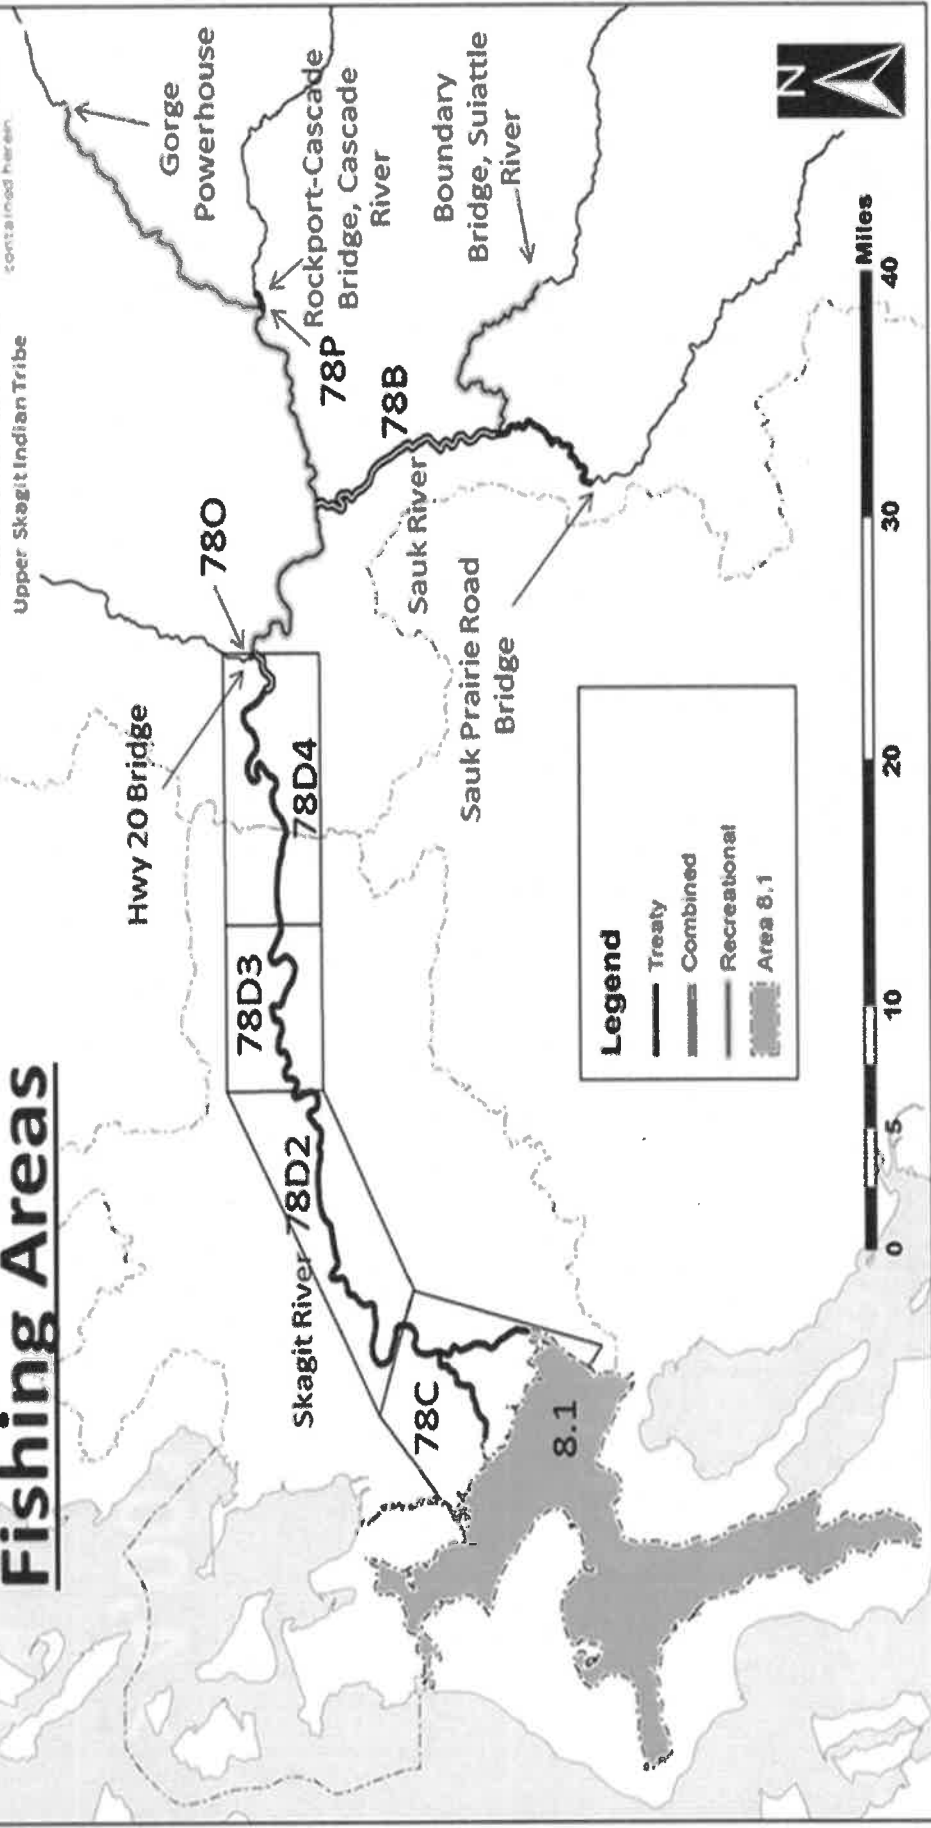 Fishing Areas
Upper Skagit Indian Tribe
contained herein
Gorge
Powerhouse
Rockport-Cascade
Bridge, Cascade
River
Boundary
Bridge, Suiattle
River
N
78P
78B
78O
Hwy 20 Bridge
78D4
78D3
78D2
Skagit River
78C
8.1
Sauk River
Sauk Prairie Road
Bridge
Legend
Treaty
Combined
Recreational
Area 8.1
0 5 10 20 30 40
Miles